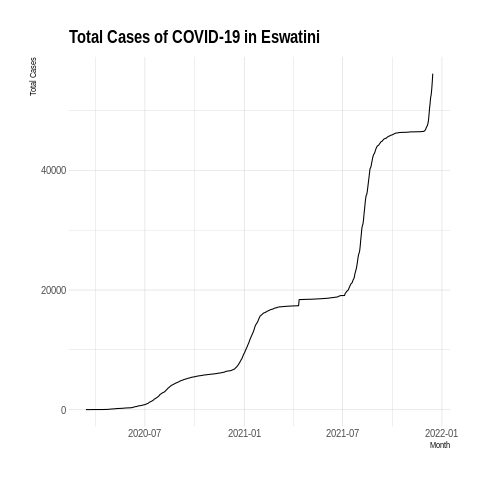 Total Cases of COVID-19 in Eswatini
Total Cases
40000
20000
0
2020-07 2021-01 2021-07 2022-01
Month